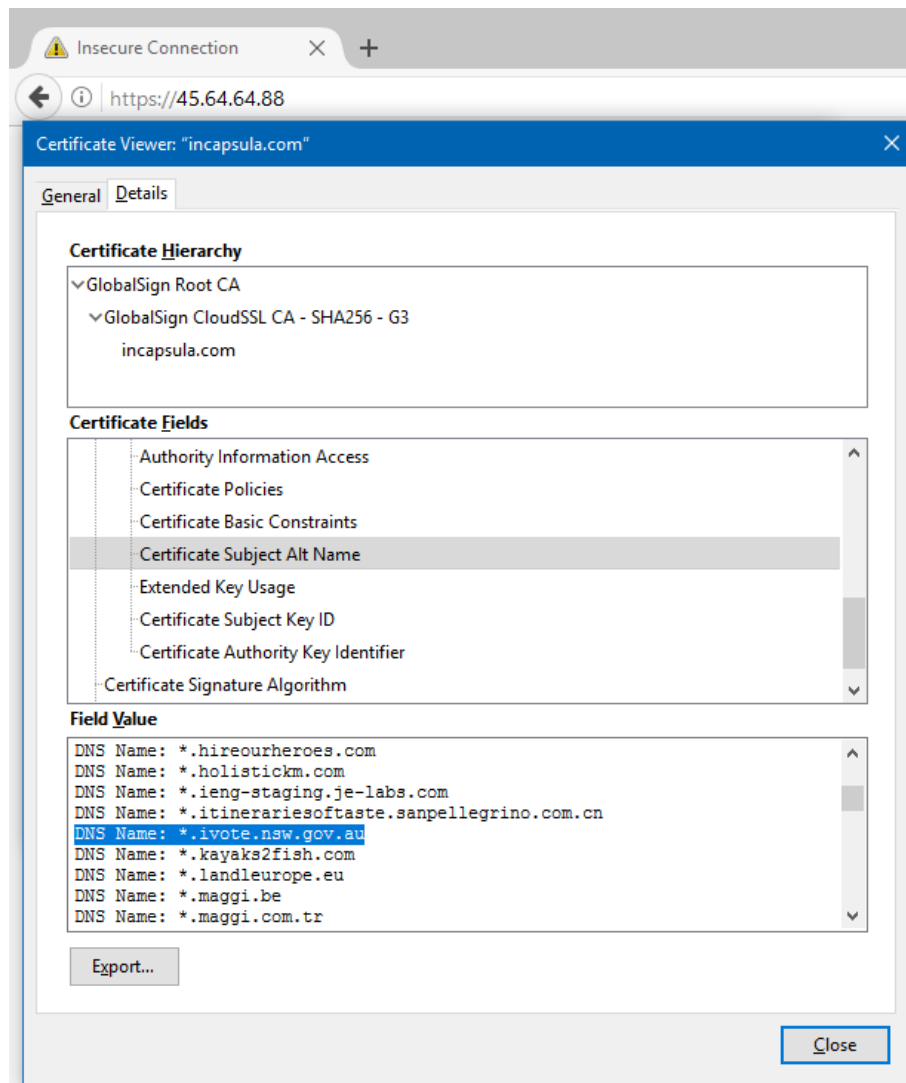 Insecure Connection
https://45.64.64.88
Certificate Viewer: "incapsula.com"
General Details
Certificate Hierarchy
GlobalSign Root CA
GlobalSign CloudSSL CA - SHA256 - G3
incapsula.com
Certificate Fields
Authority Information Access
Certificate Policies
Certificate Basic Constraints
Certificate Subject Alt Name
Extended Key Usage
Certificate Subject Key ID
Certificate Authority Key Identifier
Certificate Signature Algorithm
Field Value
DNS Name: *.hireourheroes.com
DNS Name: *.holistickm.com
DNS Name: *.ieng-staging.je-labs.com
DNS Name: *.itinerariesoftaste.sanpellegrino.com.cn
DNS Name: *.ivote.nsw.gov.au
DNS Name: *.kayaks2fish.com
DNS Name: *.landleurope.eu
DNS Name: *.maggi.be
DNS Name: *.maggi.com.tr
Export...
Close